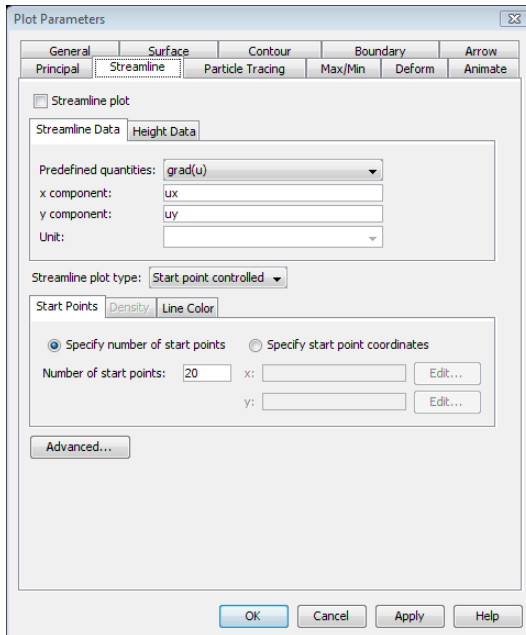 Plot Parameters
General Surface Contour Boundary Arrow
Principal Streamline Particle Tracing Max/Min Deform Animate
Streamline plot
Streamline Data Height Data
Predefined quantities: grad(u)
x component: ux
y component: uy
Unit:
Streamline plot type: Start point controlled
Start Points Density Line Color
Specify number of start points Specify start point coordinates
Number of start points: 20 x: Edit...
y: Edit...
Advanced...
OK Cancel Apply Help